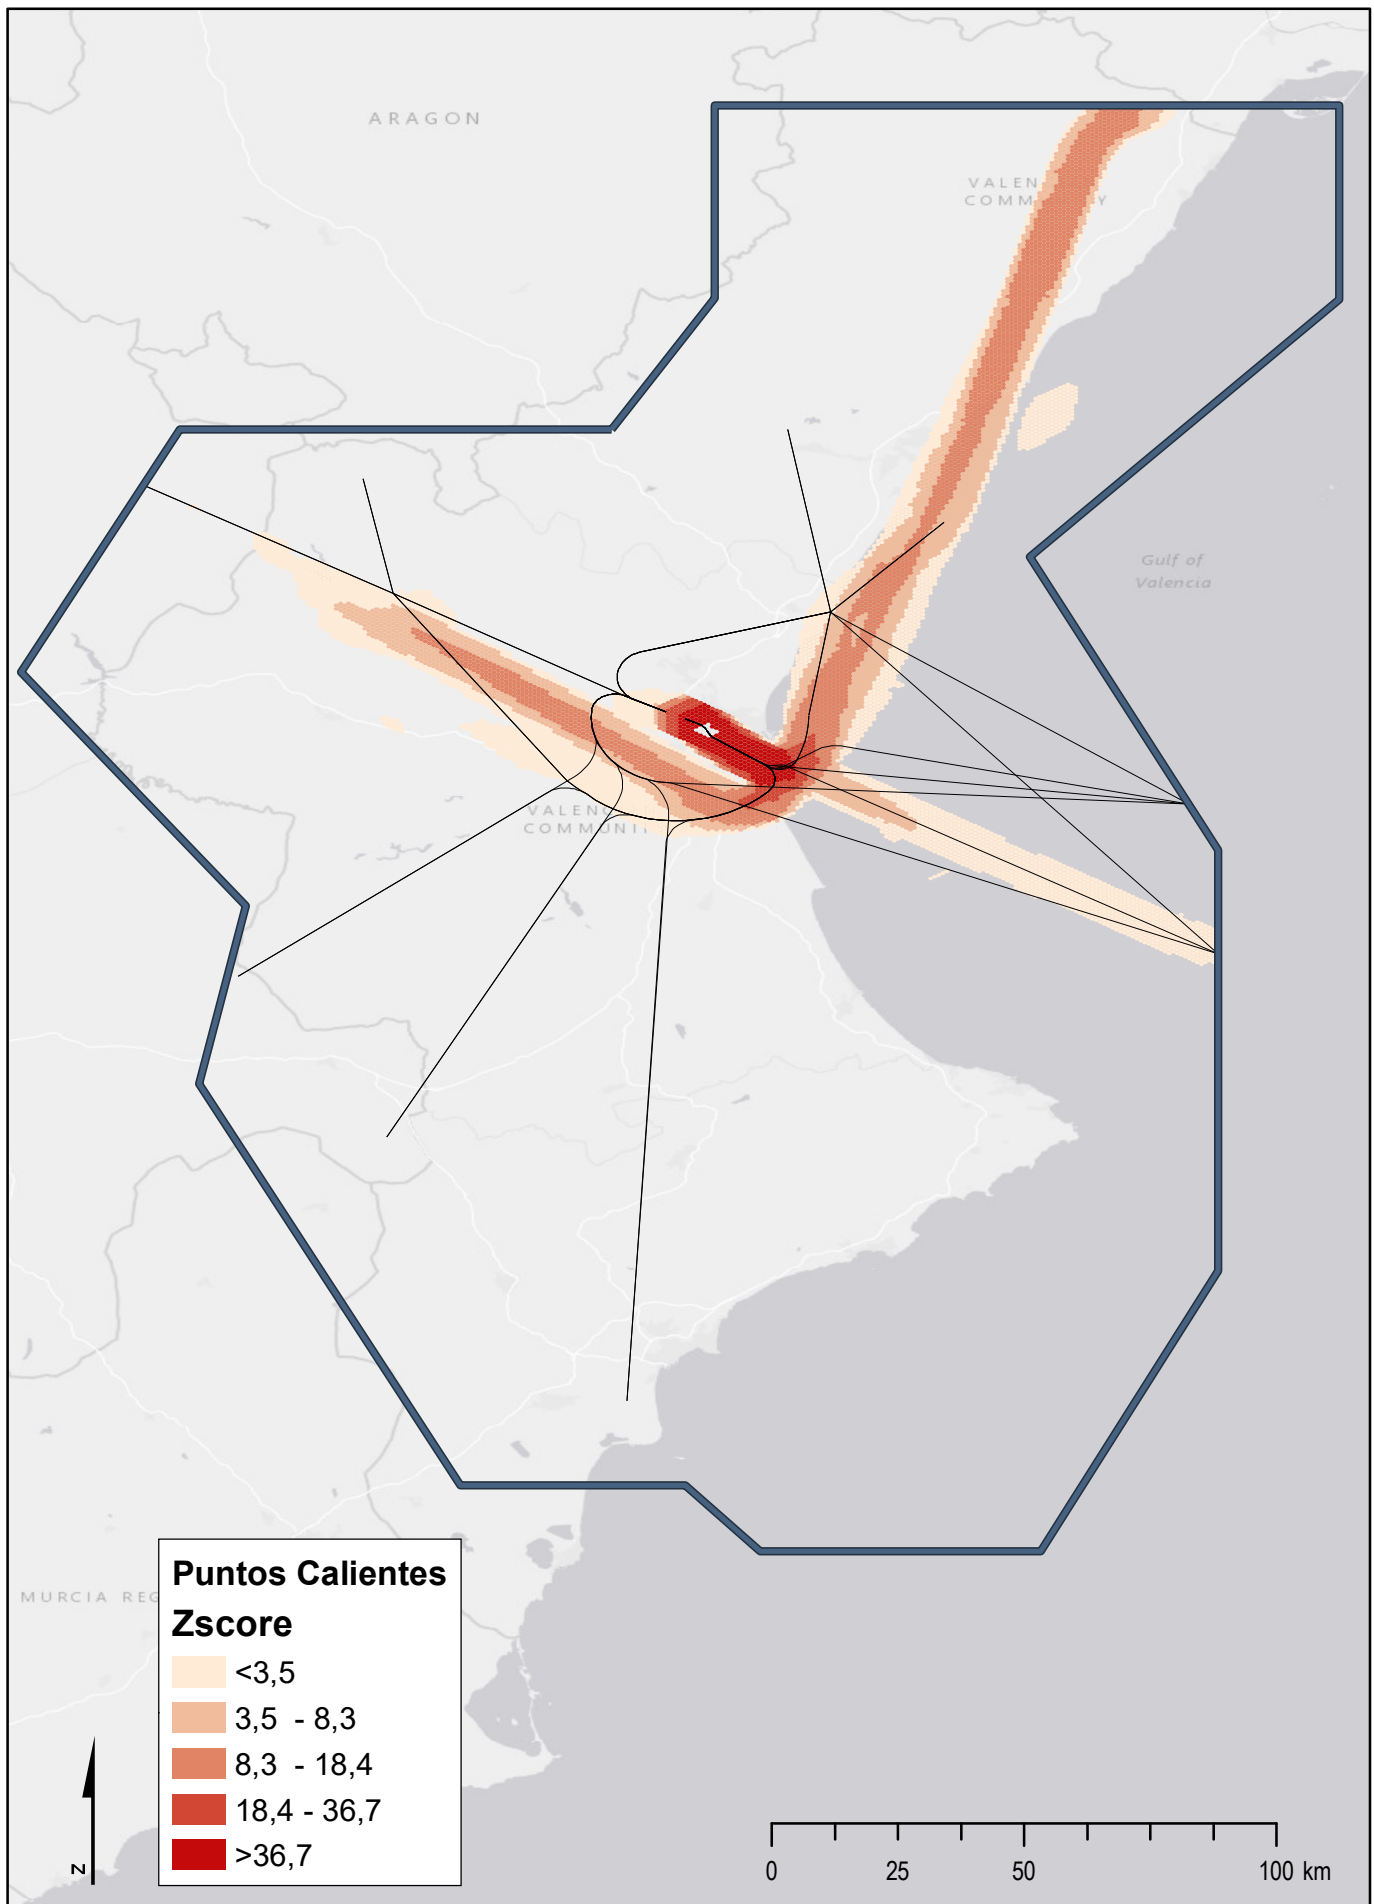 ARAGON
VALEN
COMM Y
Gulf of
Valencia
VALEN
COMMUNI
MURCIA REG
Puntos Calientes
Zscore
<3,5
3,5 - 8,3
8,3 - 18,4
18,4 - 36,7
>36,7
N
0 25 50 100 km